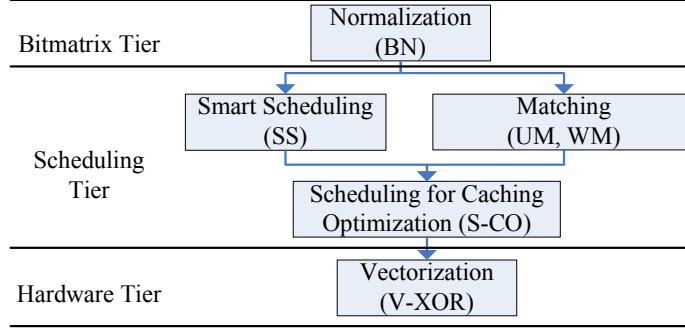 Normalization
(BN)
Bitmatrix Tier
Smart Scheduling
(SS)
Matching
(UM, WM)
Scheduling
Tier
Scheduling for Caching
Optimization (S-CO)
Vectorization
(V-XOR)
Hardware Tier